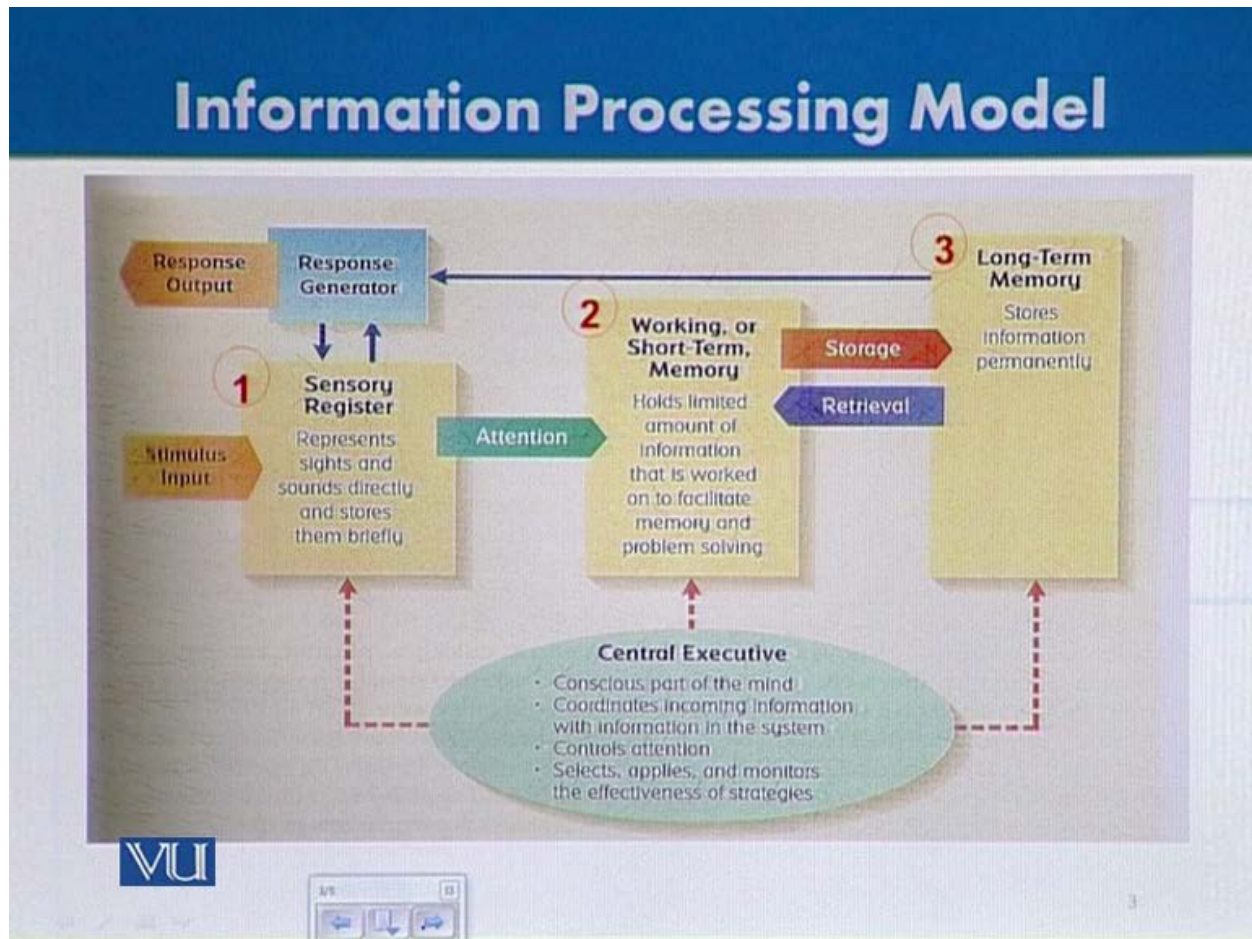 Information Processing Model
Response
Output
Response
Generator
1
Sensory
Register
Represents
sights and
sounds directly
and stores
them briefly
Stimulus
Input
Attention
2
Working, or
Short-Term,
Memory
Holds limited
amount of
information
that is worked
on to facilitate
memory and
problem solving
Storage
Retrieval
3
Long-Term
Memory
Stores
information
permanently
Central Executive
· Conscious part of the mind
· Coordinates incoming information
with information in the system
· Controls attention
· Selects, applies, and monitors
the effectiveness of strategies
VU
3